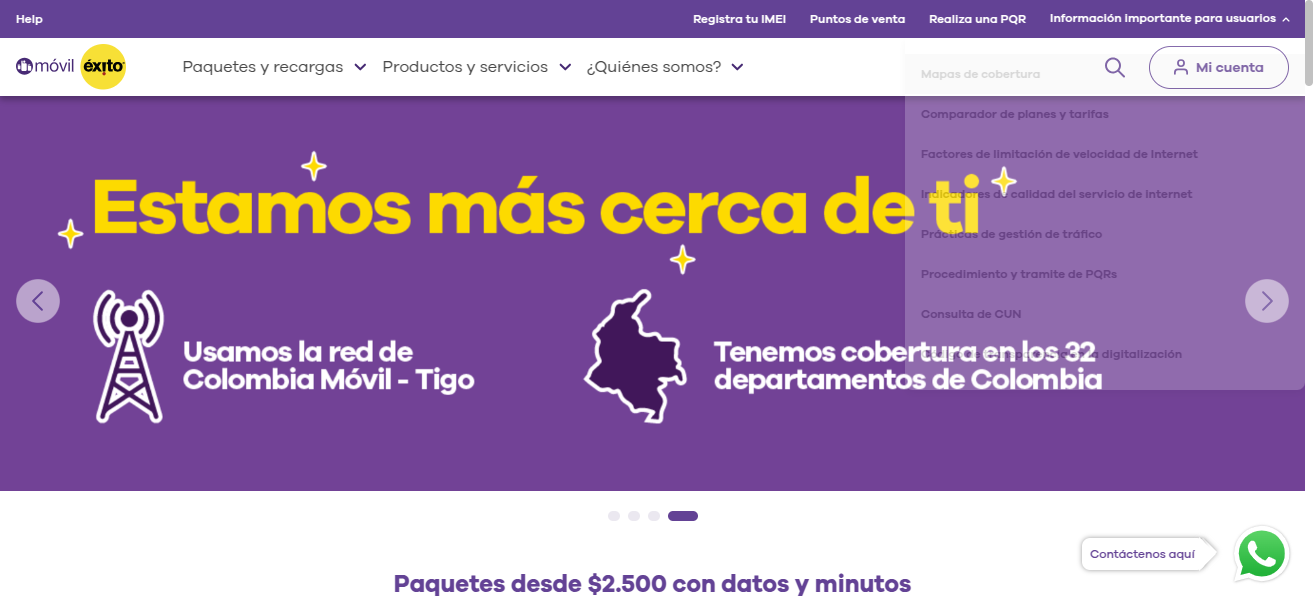 Help
Registra tu IMEI
Puntos de venta
Realiza una PQR
Información importante para usuarios
móvil éxito
Paquetes y recargas
Productos y servicios
¿Quiénes somos?
Mi cuenta
Mapas de cobertura
Comparador de planes y tarifas
Factores de limitación de velocidad de Internet
Indicadores de calidad del servicio de internet
Prácticas de gestión de tráfico
Procedimiento y tramite de PQRs
Consulta de CUN
digitalización
Estamos más cerca de ti
Usamos la red de
Colombia Móvil - Tigo
Tenemos cobertura en los 32
departamentos de Colombia
Contáctenos aquí
Paquetes desde $2.500 con datos y minutos